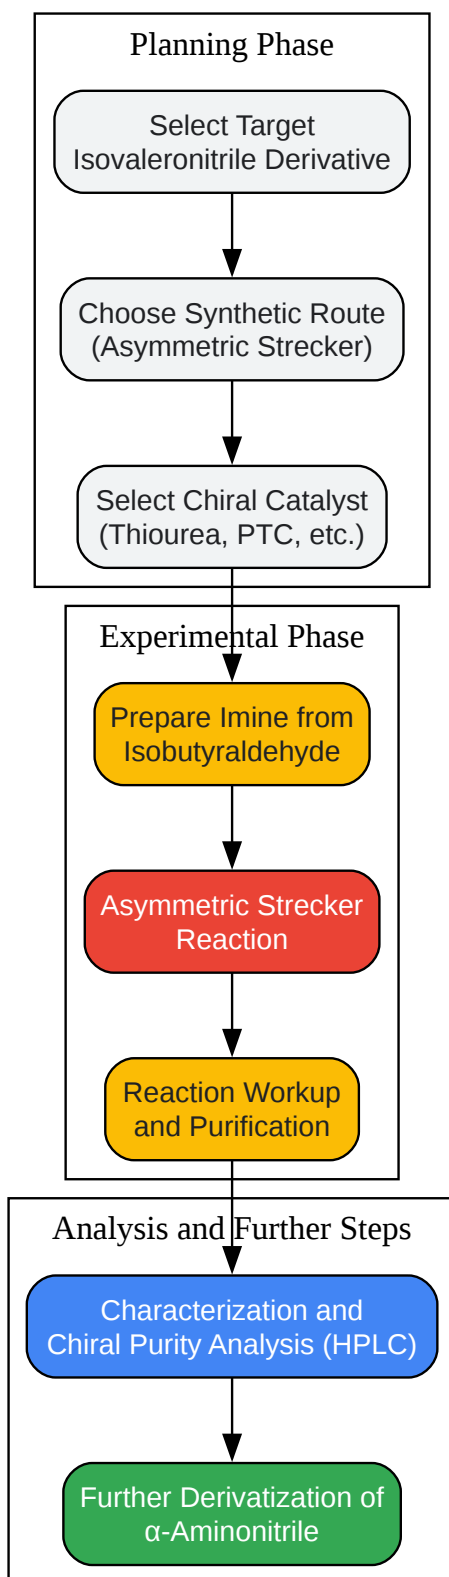 Planning Phase
Select Target
Isovaleronitrile Derivative
Choose Synthetic Route
(Asymmetric Strecker)
Select Chiral Catalyst
(Thiourea, PTC, etc.)
Experimental Phase
Prepare Imine from
Isobutyraldehyde
Asymmetric Strecker
Reaction
Reaction Workup
and Purification
Analysis and Further Steps
Characterization and
Chiral Purity Analysis (HPLC)
Further Derivatization of
α-Aminonitrile